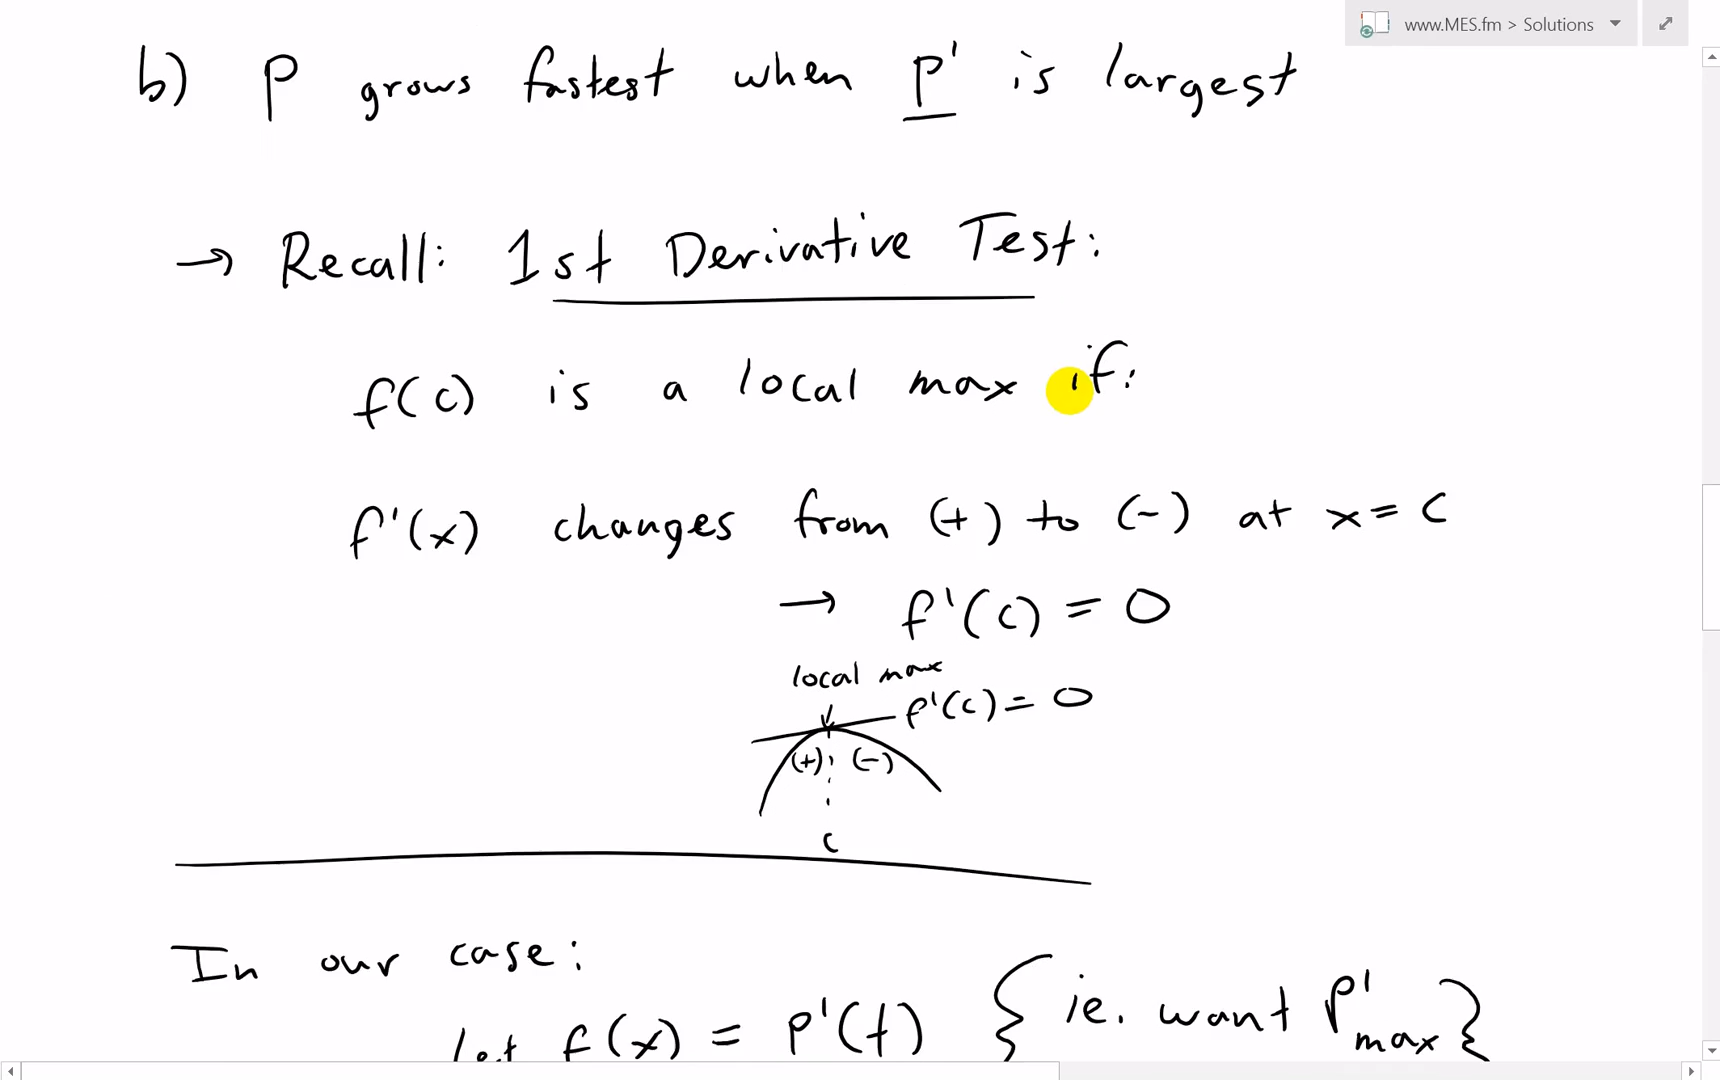 www.MES.fm > Solutions
b) P grows fastest when P' is largest
→ Recall: 1st Derivative Test:
f(c) is a local max if:
f'(x) changes from (+) to (-) at x = c
→ f'(c) = 0
local max
f'(c) = 0
(+) (-)
c
In our case:
let f(x) = P'(t) { ie. want P'max }